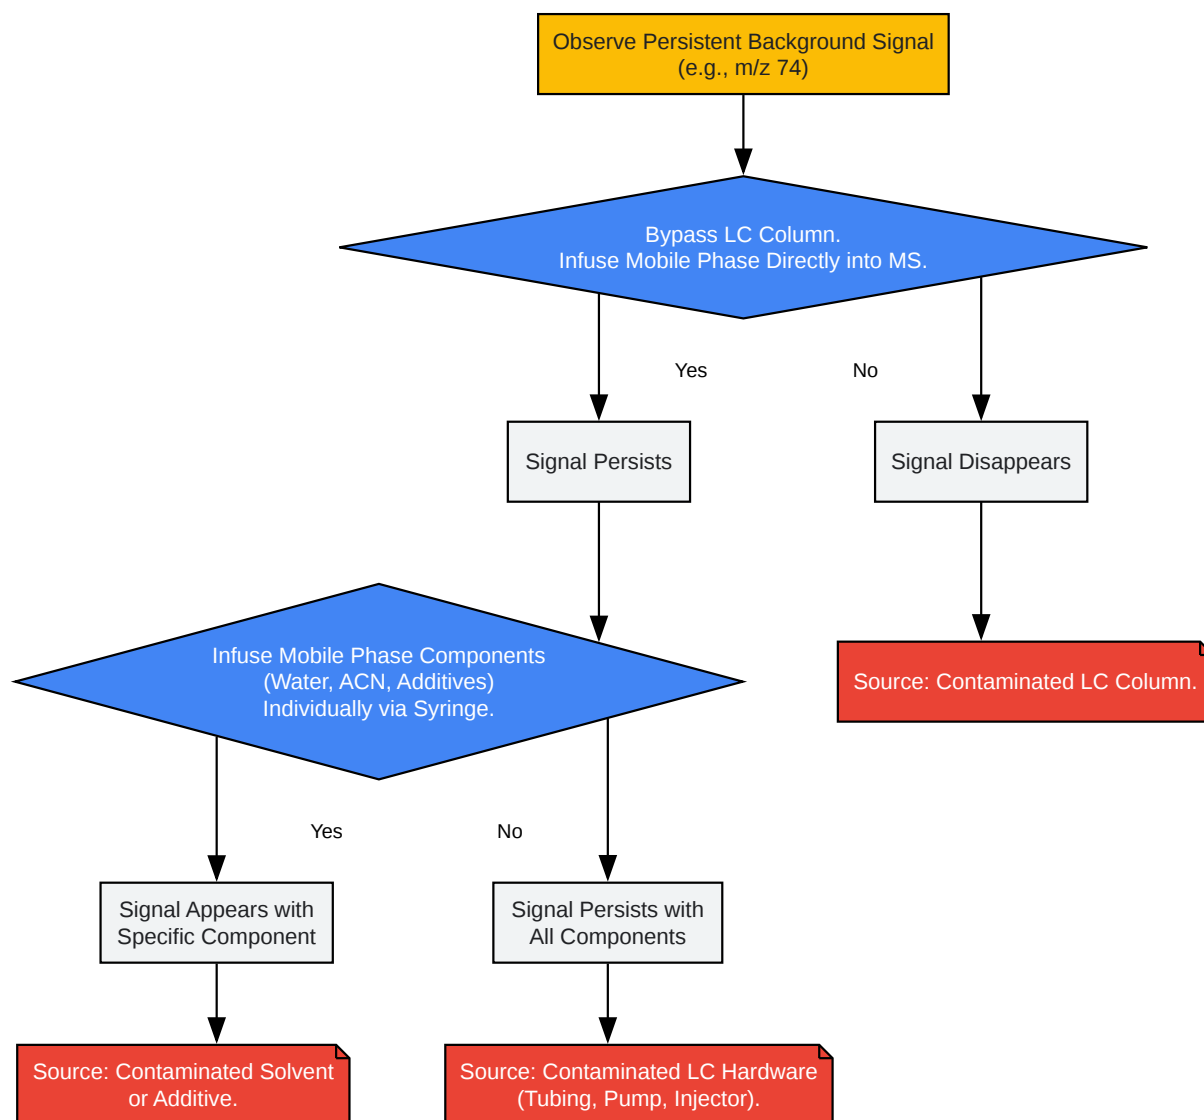 Observe Persistent Background Signal
(e.g., m/z 74)
Bypass LC Column.
Infuse Mobile Phase Directly into MS.
Yes
No
Signal Persists
Signal Disappears
Infuse Mobile Phase Components
(Water, ACN, Additives)
Individually via Syringe.
Source: Contaminated LC Column.
Yes
No
Signal Appears with
Specific Component
Signal Persists with
All Components
Source: Contaminated Solvent
or Additive.
Source: Contaminated LC Hardware
(Tubing, Pump, Injector).